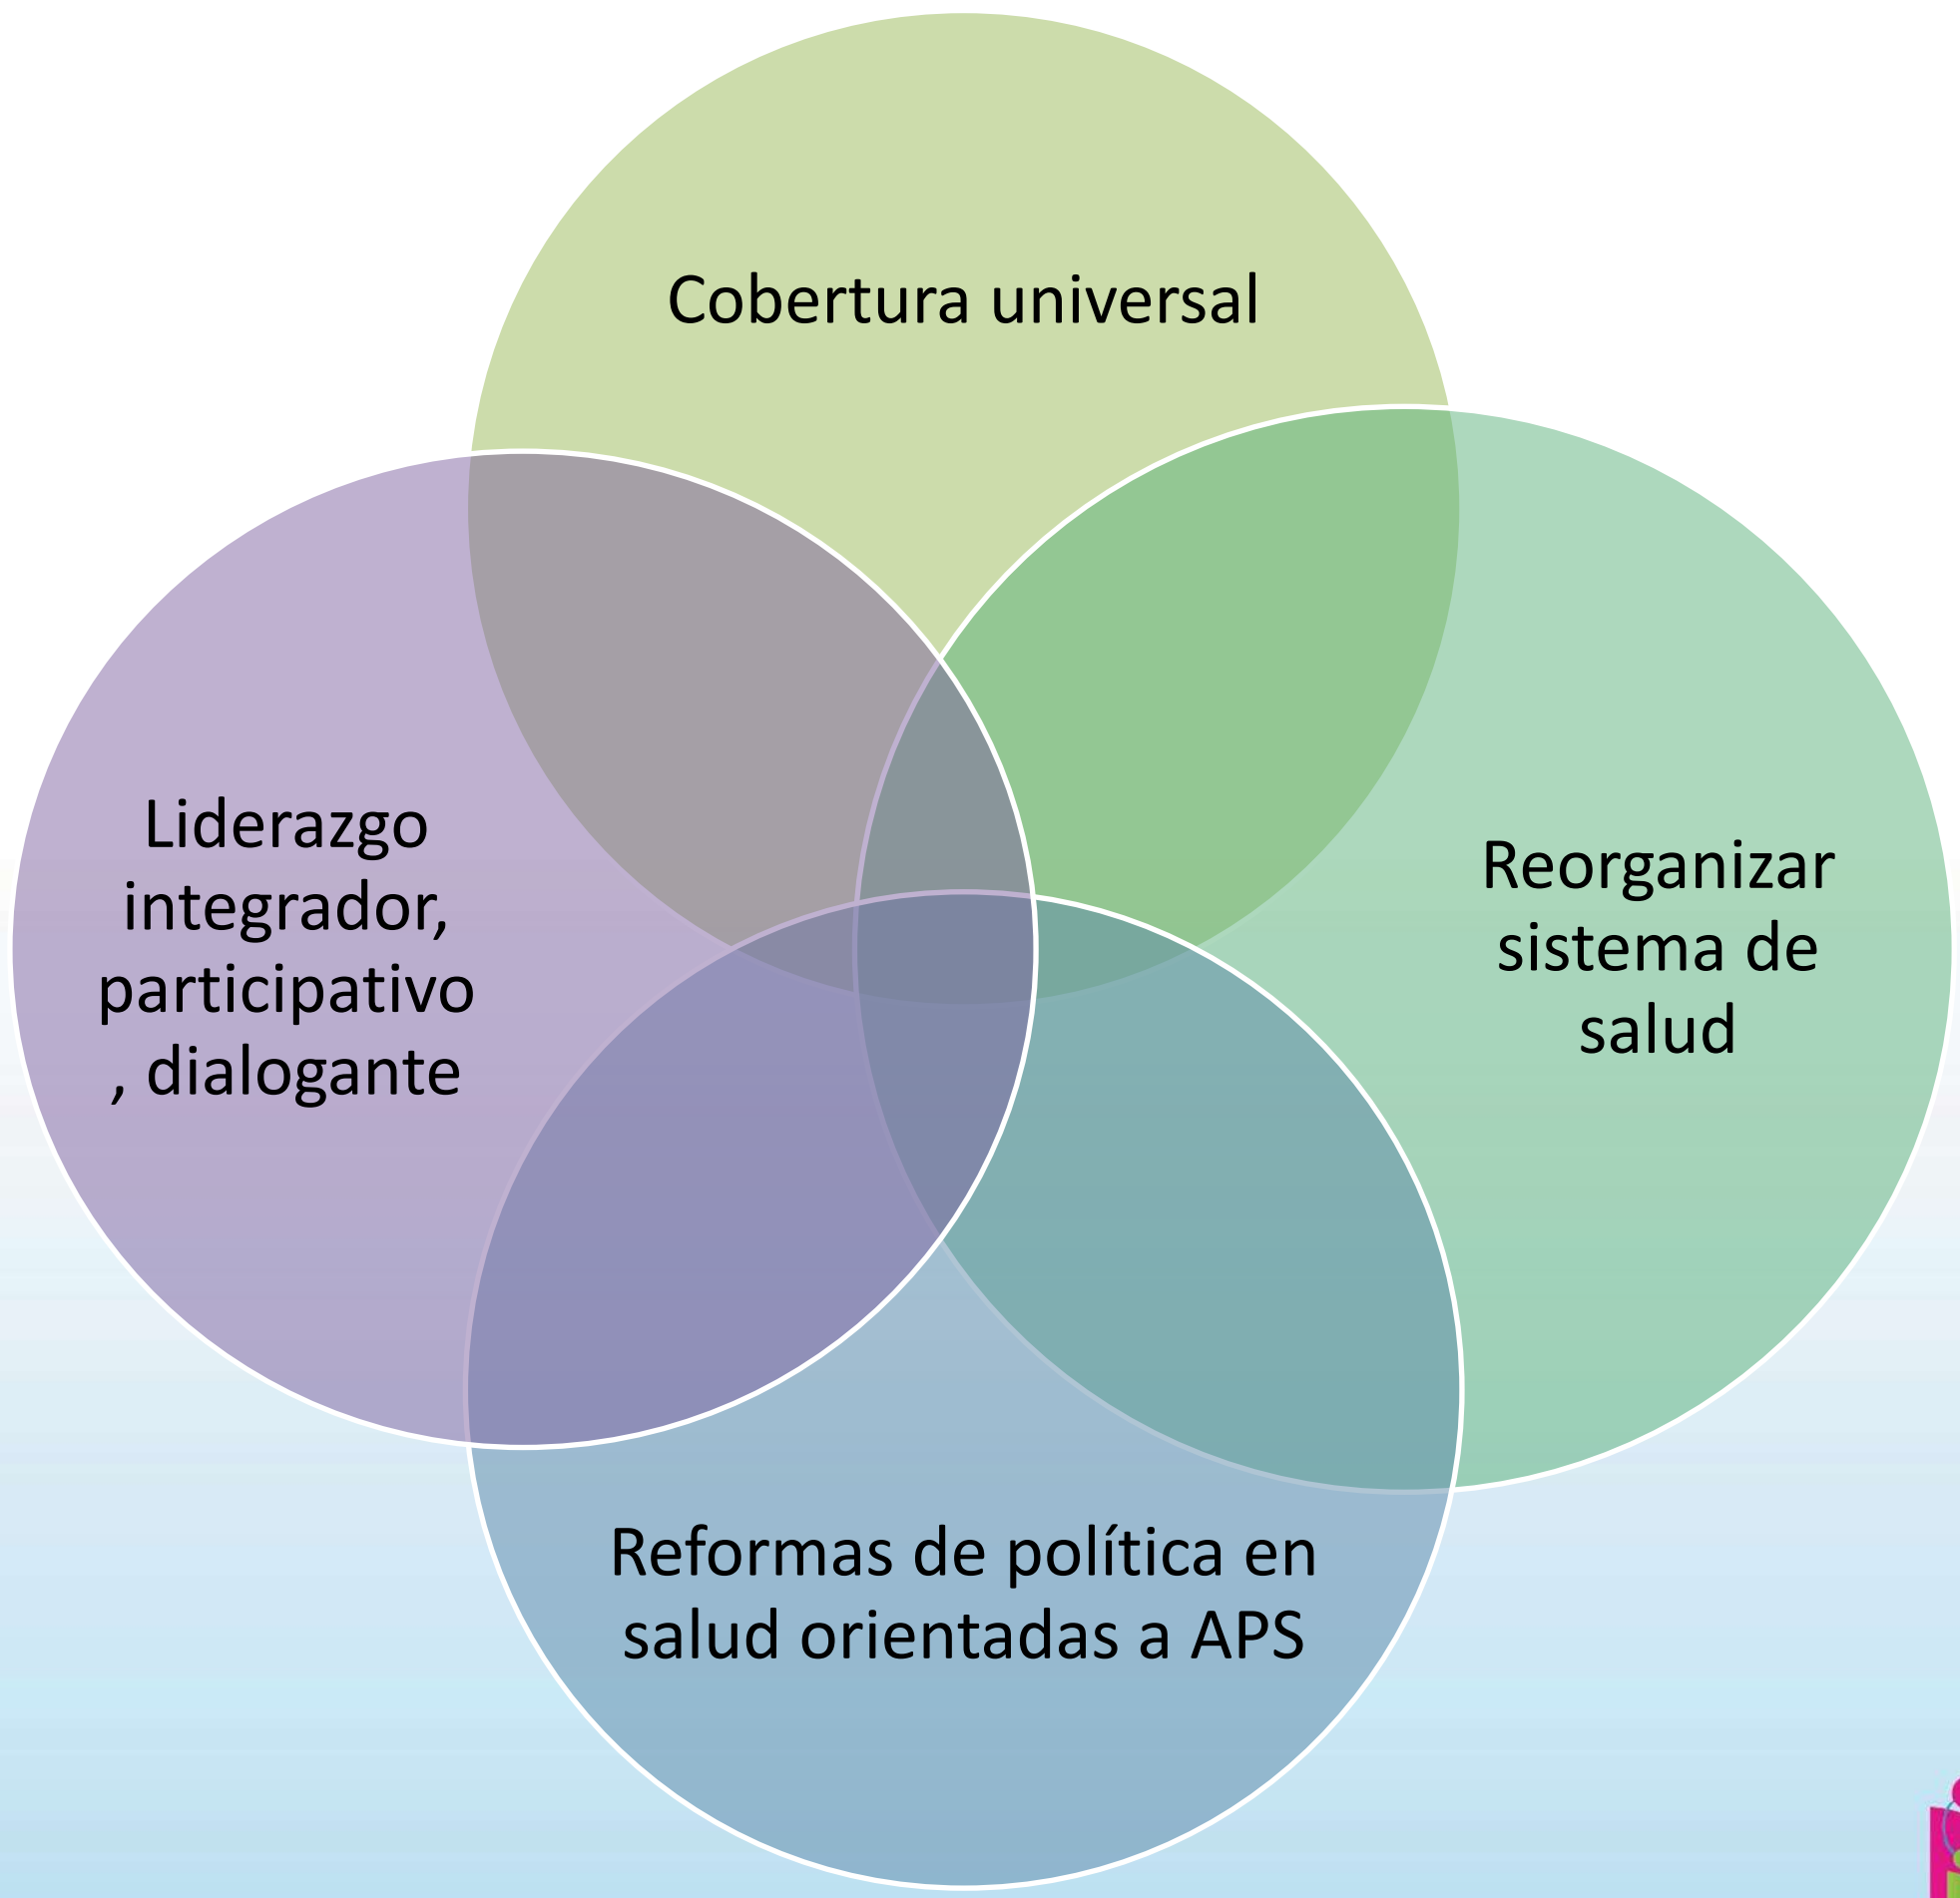 Cobertura universal
Liderazgo
integrador,
participativo
, dialogante
Reorganizar
sistema de
salud
Reformas de política en
salud orientadas a APS